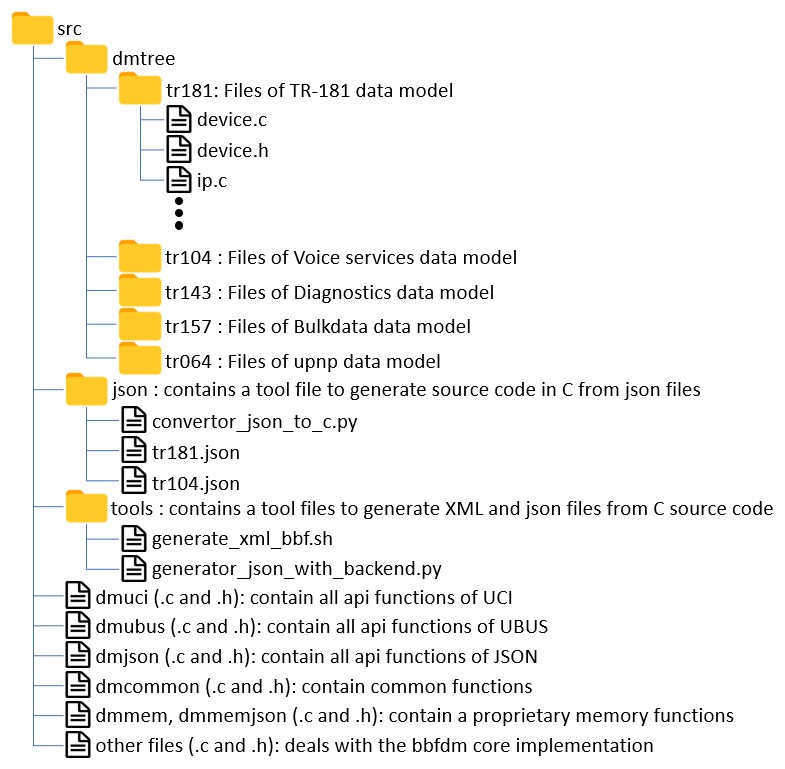 src
dmtree
tr181: Files of TR-181 data model
device.c
device.h
ip.c
tr104 : Files of Voice services data model
tr143 : Files of Diagnostics data model
tr157 : Files of Bulkdata data model
tr064 : Files of upnp data model
json : contains a tool file to generate source code in C from json files
convertor_json_to_c.py
tr181.json
tr104.json
tools : contains a tool files to generate XML and json files from C source code
generate_xml_bbf.sh
generator_json_with_backend.py
dmuci (.c and .h): contain all api functions of UCI
dmubus (.c and .h): contain all api functions of UBUS
dmjson (.c and .h): contain all api functions of JSON
dmcommon (.c and .h): contain common functions
dmmem, dmmemjson (.c and .h): contain a proprietary memory functions
other files (.c and .h): deals with the bbfdm core implementation